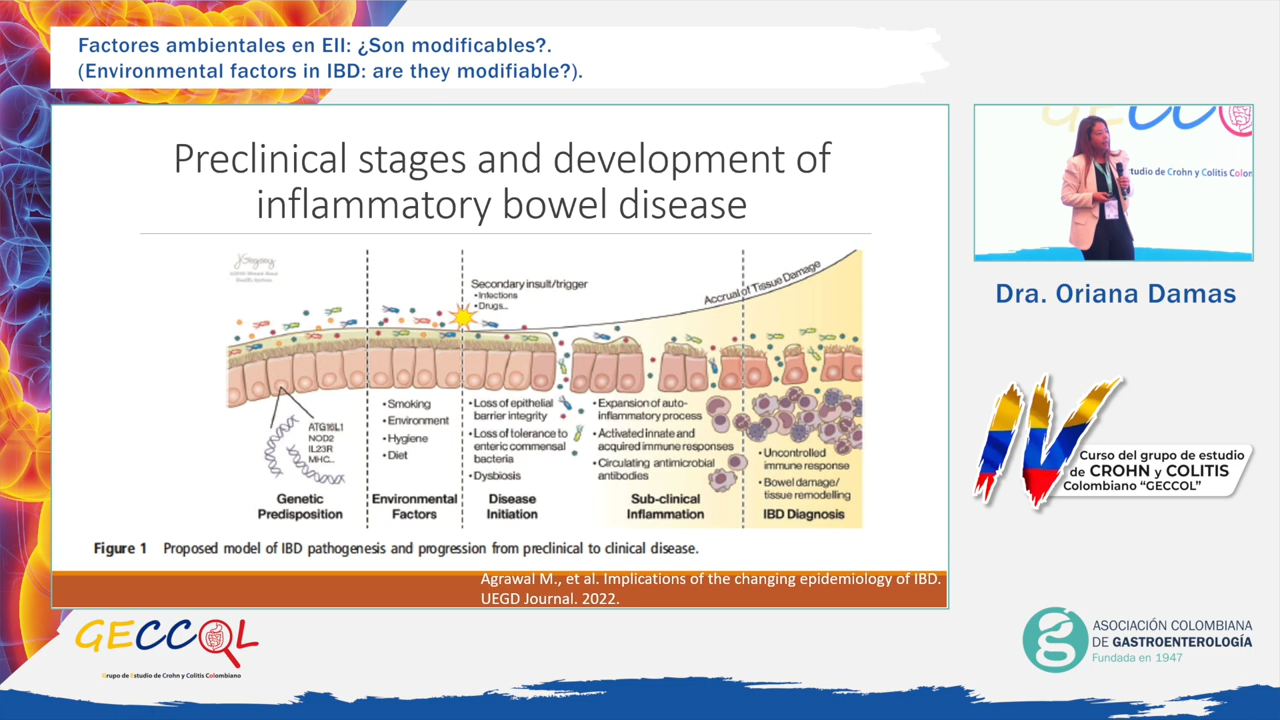 Factores ambientales en EII: ¿Son modificables?.
(Environmental factors in IBD: are they modifiable?).
Preclinical stages and development of
inflammatory bowel disease
Secondary insult/trigger
• Infections
• Drugs...
Accrual of Tissue Damage
ATG16L1
NOD2
IL23R
MHC...
Genetic
Predisposition
• Smoking
• Environment
• Hygiene
• Diet
Environmental
Factors
• Loss of epithelial
barrier integrity
• Loss of tolerance to
enteric commensal
bacteria
• Dysbiosis
Disease
Initiation
• Expansion of auto-
inflammatory process
• Activated innate and
acquired immune responses
• Circulating antimicrobial
antibodies
Sub-clinical
Inflammation
• Uncontrolled
immune response
• Bowel damage/
tissue remodelling
IBD Diagnosis
Figure 1 Proposed model of IBD pathogenesis and progression from preclinical to clinical disease.
Agrawal M., et al. Implications of the changing epidemiology of IBD.
UEGD Journal. 2022.
tudio de Crohn y Colitis Colom
Dra. Oriana Damas
IV
Curso del grupo de estudio
de CROHN y COLITIS
Colombiano “GECCOL”
GECCOL
Grupo de Estudio de Crohn y Colitis Colombiano
ASOCIACIÓN COLOMBIANA
DE GASTROENTEROLOGÍA
Fundada en 1947